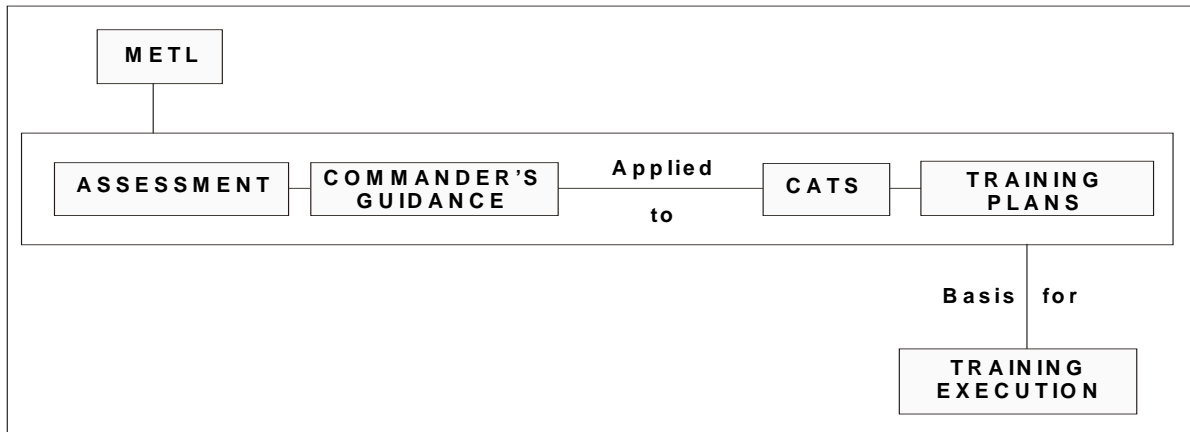 METL
ASSESSMENT
COMMANDER'S
GUIDANCE
Applied
to
CATS
TRAINING
PLANS
Basis for
TRAINING
EXECUTION